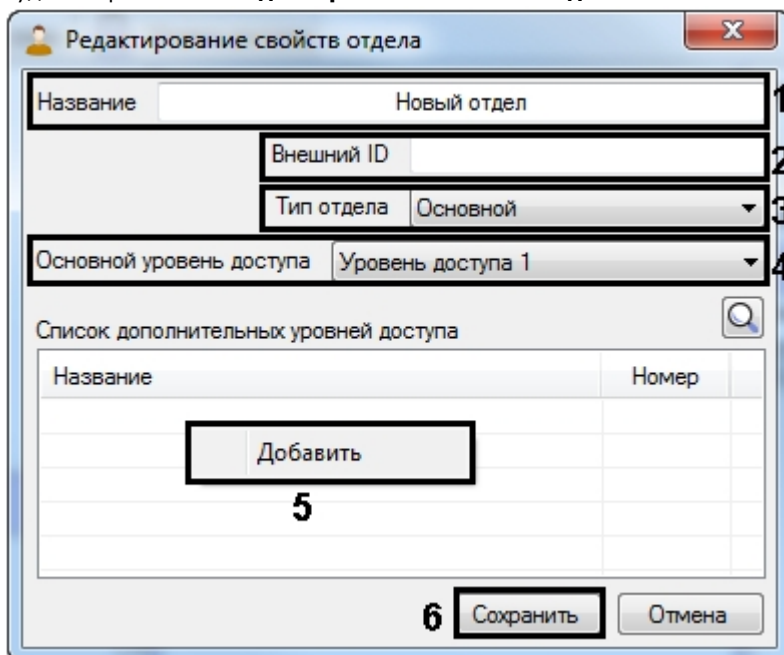 Редактирование свойств отдела
Название Новый отдел 1
Внешний ID 2
Тип отдела Основной 3
Основной уровень доступа Уровень доступа 1 4
Список дополнительных уровней доступа
Название Номер
Добавить
5
6 Сохранить Отмена